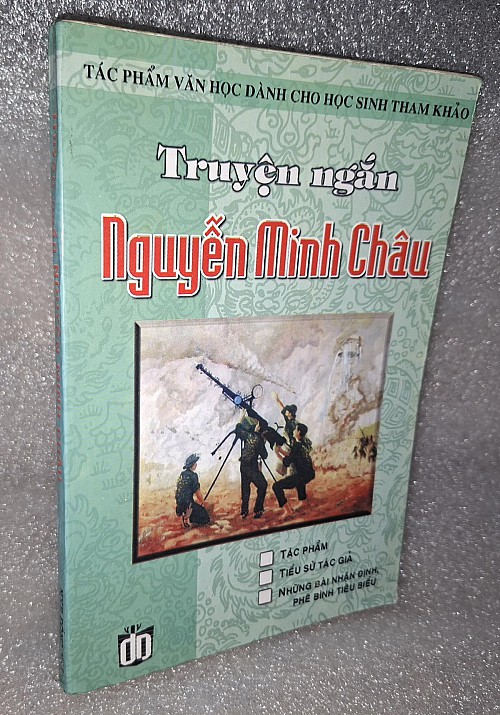 TÁC PHẨM VĂN HỌC DÀNH CHO HỌC SINH THAM KHẢO
Truyện ngắn
Nguyễn Minh Châu
TÁC PHẨM
TIỂU SỬ TÁC GIẢ
NHỮNG BÀI NHẬN ĐỊNH,
PHÊ BÌNH TIÊU BIỂU